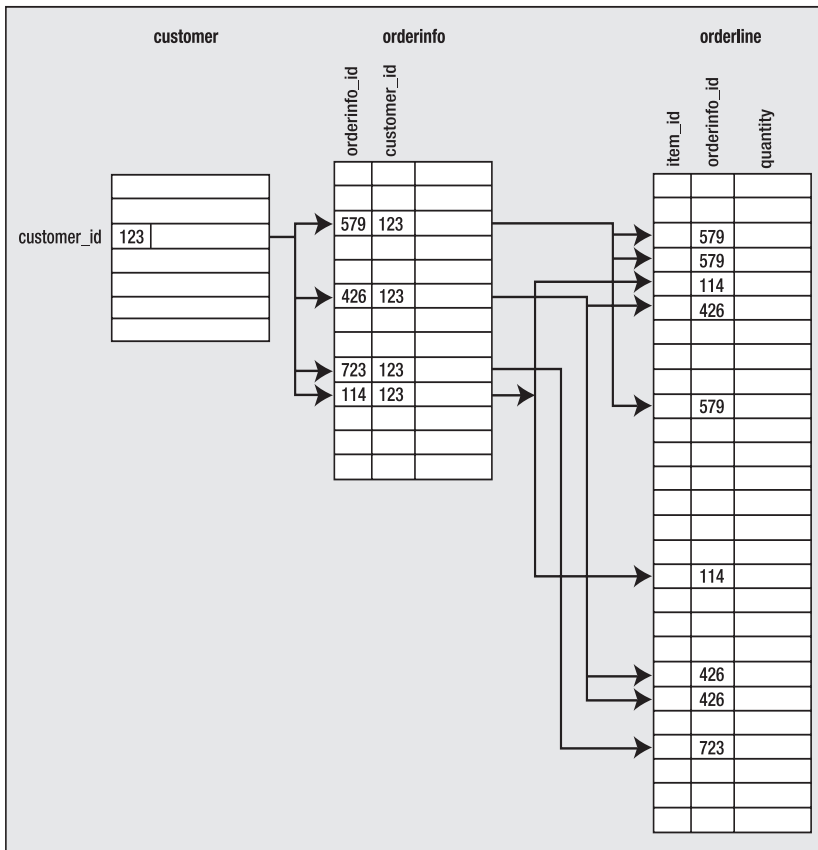 customer orderinfo orderline
orderinfo_id
customer_id
item_id
orderinfo_id
quantity
customer_id 123
579 123
426 123
723 123
114 123
579
579
114
426
579
114
426
426
723